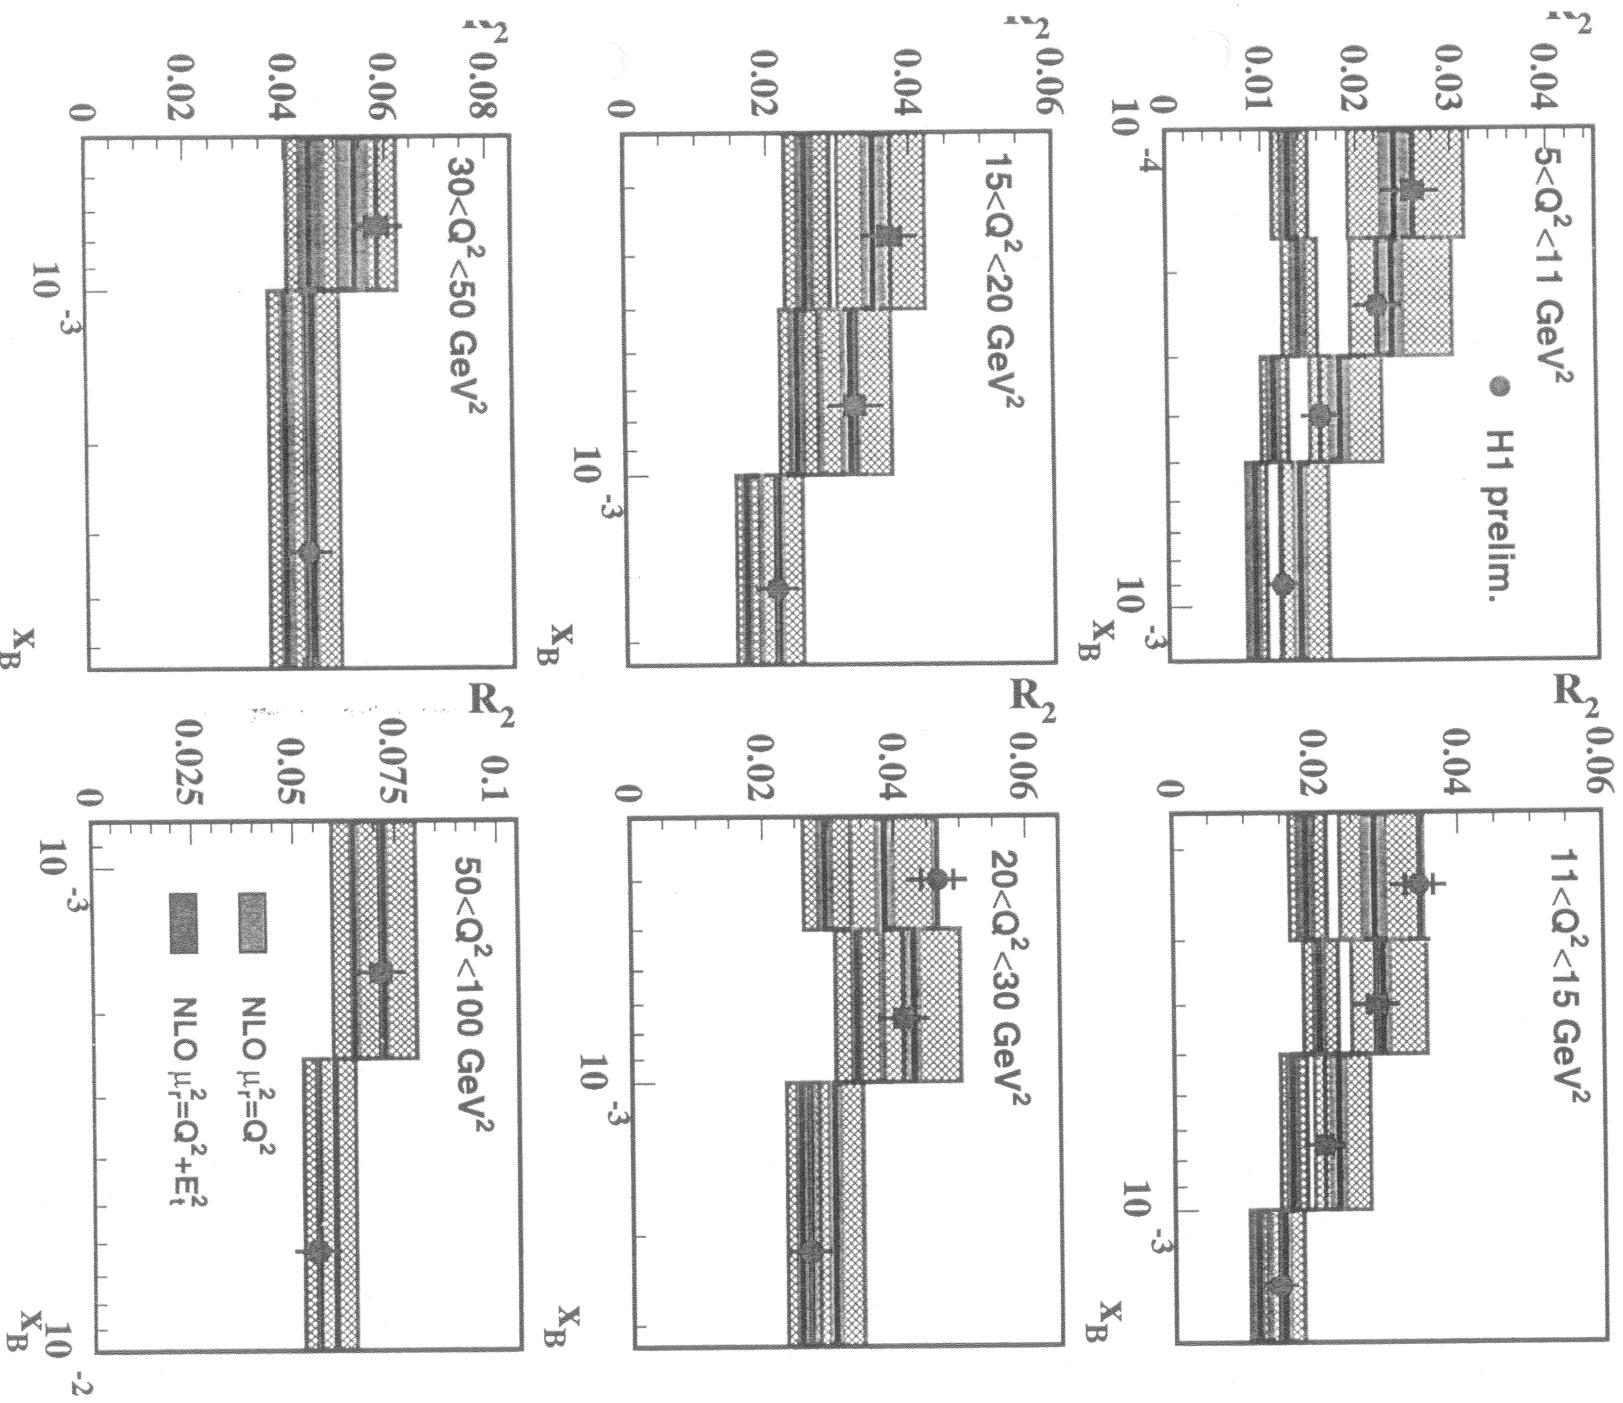 0.04
0.03
0.02
0.01
0
5<Q²<11 GeV²
H1 prelim.
10⁻⁴
10⁻³
x_B
R₂
0.06
0.04
0.02
0
11<Q²<15 GeV²
10⁻³
x_B
0.06
0.04
0.02
0
15<Q²<20 GeV²
10⁻³
x_B
R₂
0.06
0.04
0.02
0
20<Q²<30 GeV²
10⁻³
x_B
0.08
0.06
0.04
0.02
0
30<Q²<50 GeV²
10⁻³
x_B
R₂
0.1
0.075
0.05
0.025
0
50<Q²<100 GeV²
NLO μ_r²=Q²
NLO μ_r²=Q²+E_t²
10⁻³
10⁻²
x_B